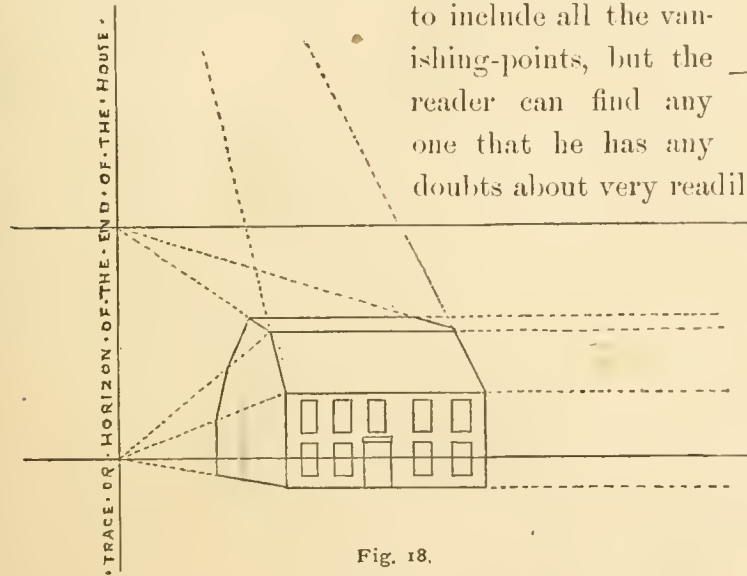 to include all the van-
ishing-points, but the
reader can find any
one that he has any
doubts about very readil
· TRACE · OR · HORIZON · OF · THE · END · OF · THE · HOUSE ·
Fig. 18.